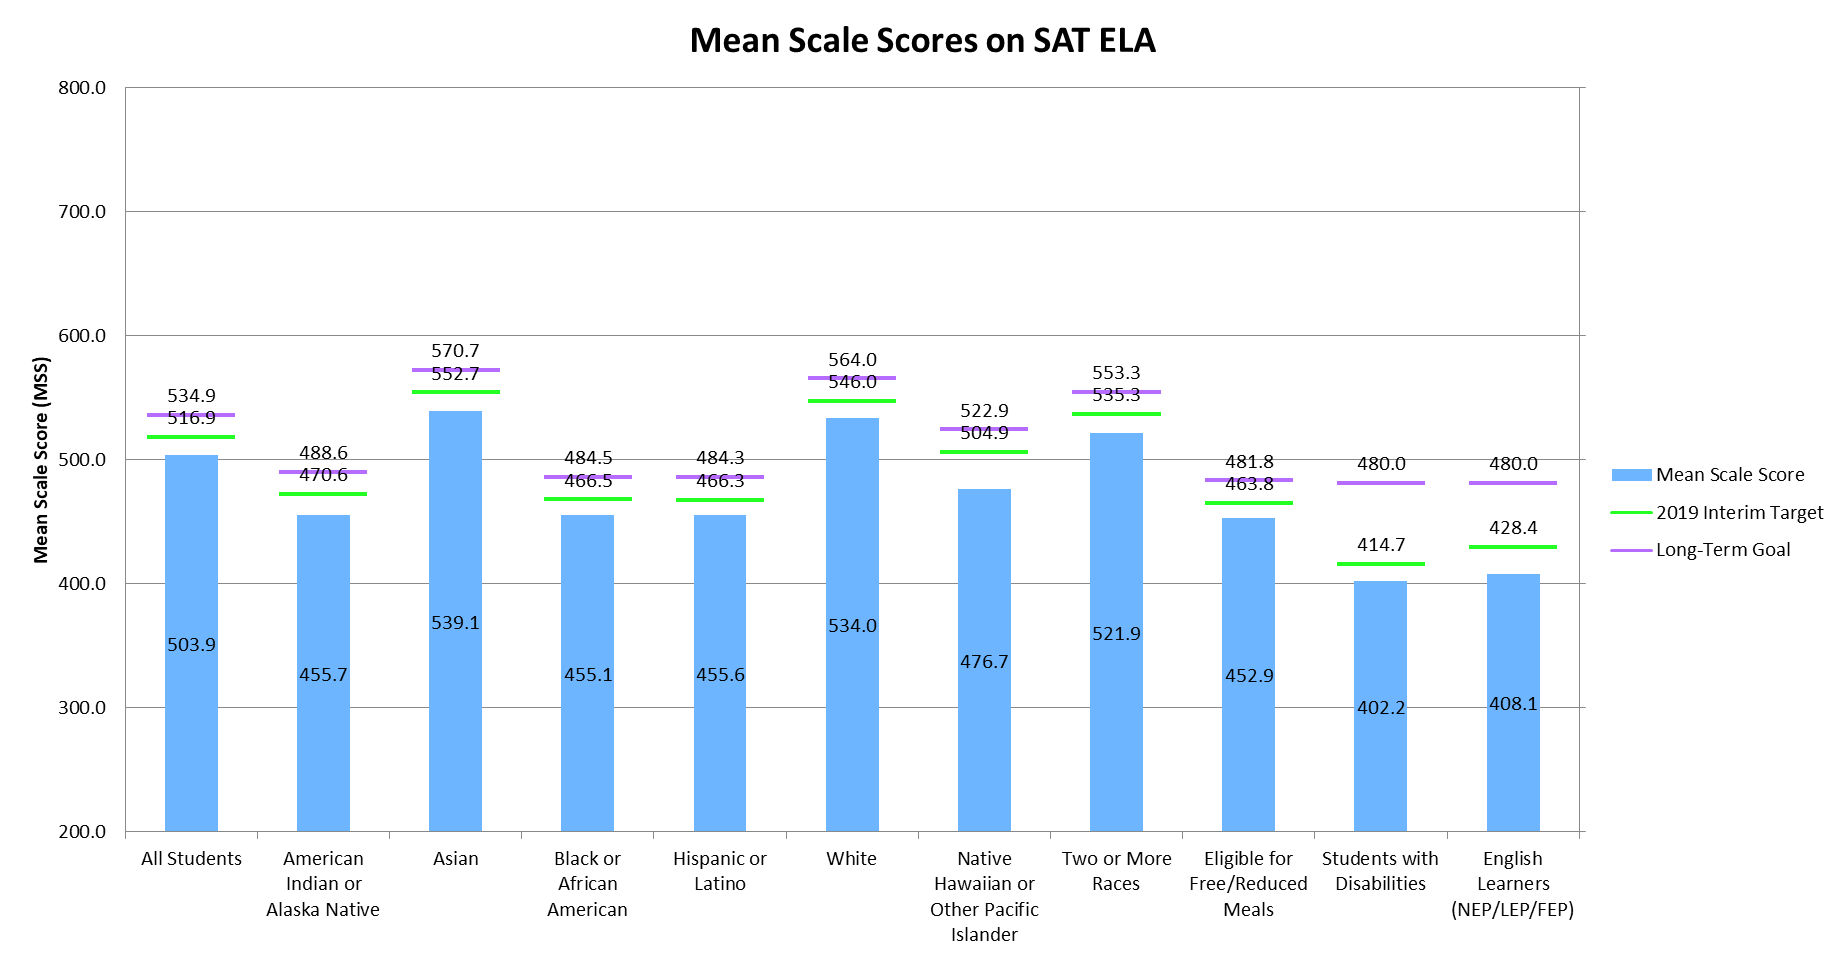 Mean Scale Scores on SAT ELA
Mean Scale Score (MSS)
800.0
700.0
600.0
500.0
400.0
300.0
200.0
534.9
516.9
503.9
488.6
470.6
455.7
570.7
552.7
539.1
484.5
466.5
455.1
484.3
466.3
455.6
564.0
546.0
534.0
522.9
504.9
476.7
553.3
535.3
521.9
481.8
463.8
452.9
480.0
414.7
402.2
480.0
428.4
408.1
All Students
American
Indian or
Alaska Native
Asian
Black or
African
American
Hispanic or
Latino
White
Native
Hawaiian or
Other Pacific
Islander
Two or More
Races
Eligible for
Free/Reduced
Meals
Students with
Disabilities
English
Learners
(NEP/LEP/FEP)
Mean Scale Score
2019 Interim Target
Long-Term Goal